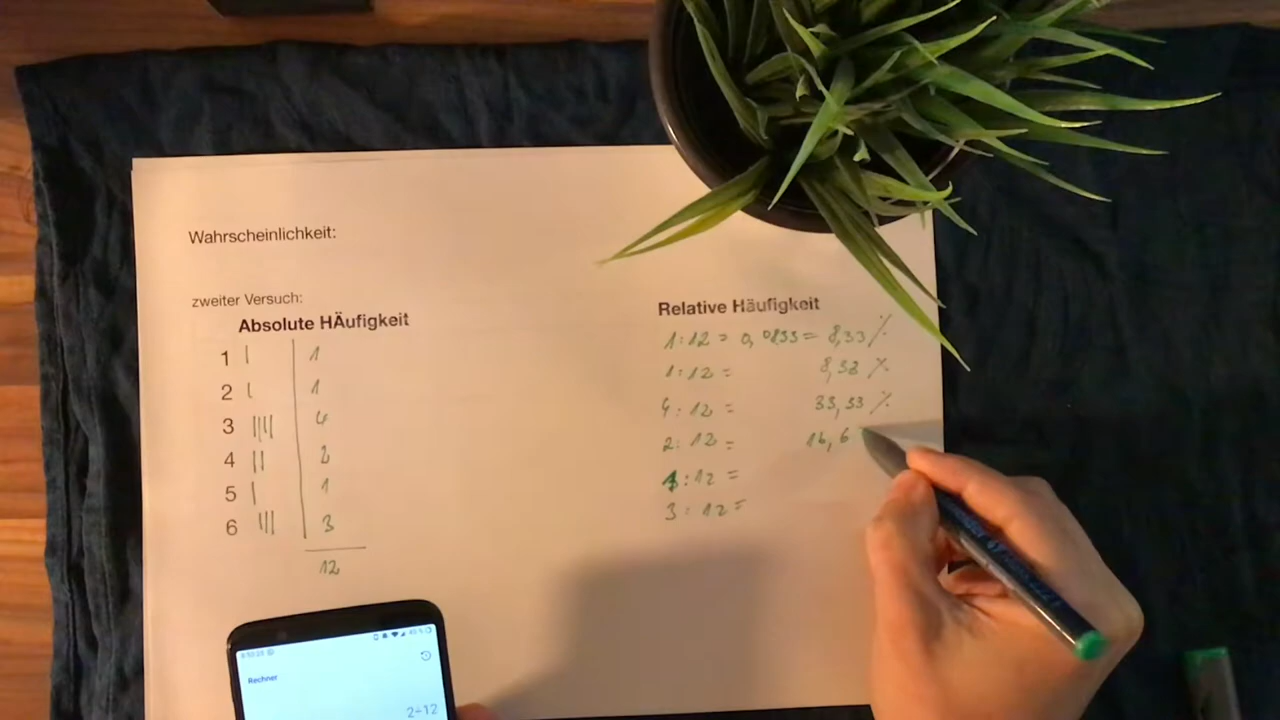 Wahrscheinlichkeit:
zweiter Versuch:
Absolute HÄufigkeit
1 | 1
2 | 1
3 |||| 4
4 || 2
5 | 1
6 ||| 3
12
Relative Häufigkeit
1:12 = 0,0833 = 8,33 %
1:12 = 8,33 %
4:12 = 33,33 %
2:12 = 16,6
1:12 =
3:12 =
Rechner
2÷12